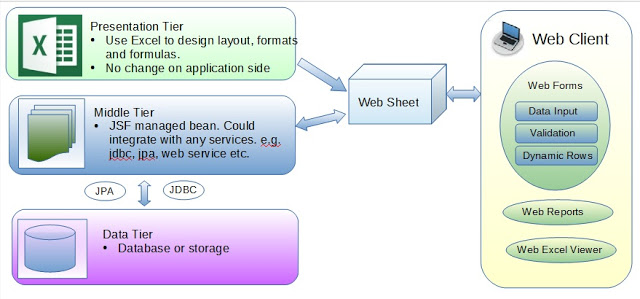 Presentation Tier
• Use Excel to design layout, formats
and formulas.
• No change on application side
X
Middle Tier
• JSF managed bean. Could
integrate with any services. e.g.
jdbc, jpa, web service etc.
JPA
JDBC
Data Tier
• Database or storage
Web Sheet
Web Client
Web Forms
Data Input
Validation
Dynamic Rows
Web Reports
Web Excel Viewer